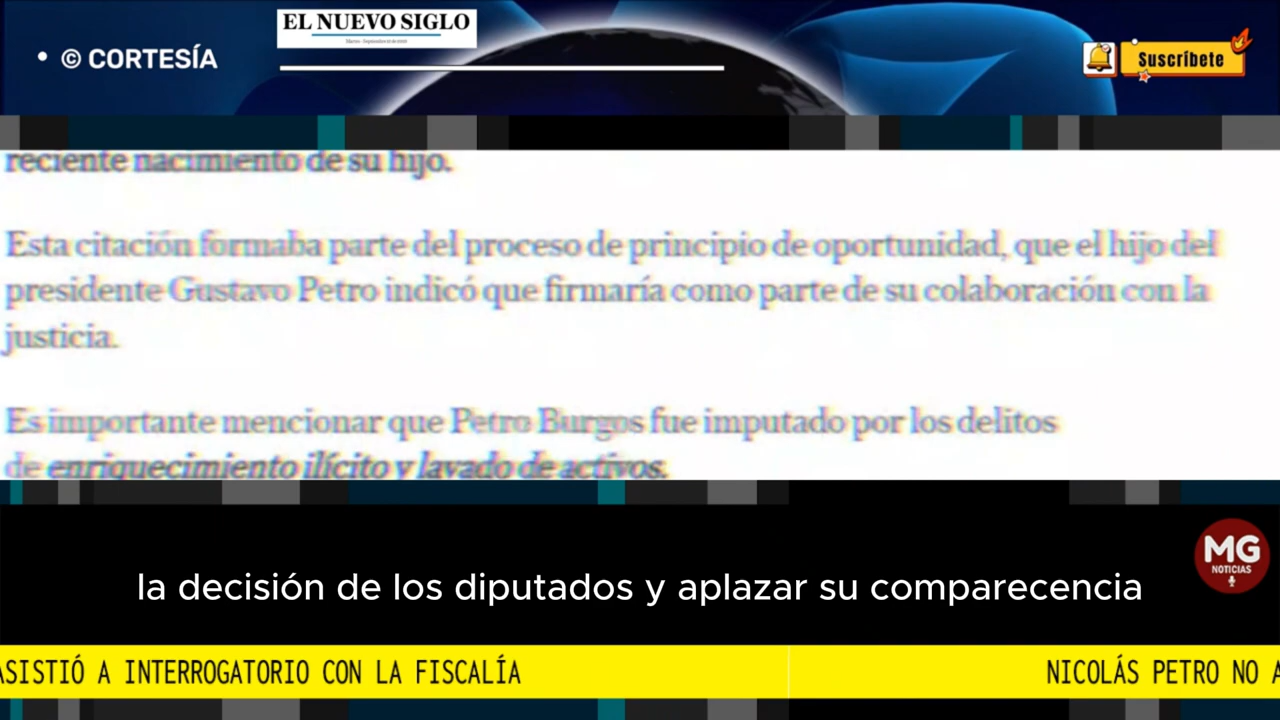 EL NUEVO SIGLO
• © CORTESÍA
Suscríbete
reciente nacimiento de su hijo.
Esta citación formaba parte del proceso de principio de oportunidad, que el hijo del
presidente Gustavo Petro indicó que firmaría como parte de su colaboración con la
justicia.
Es importante mencionar que Petro Burgos fue imputado por los delitos
de enriquecimiento ilícito y lavado de activos.
MG
NOTICIAS
la decisión de los diputados y aplazar su comparecencia
ASISTIÓ A INTERROGATORIO CON LA FISCALÍA
NICOLÁS PETRO NO A